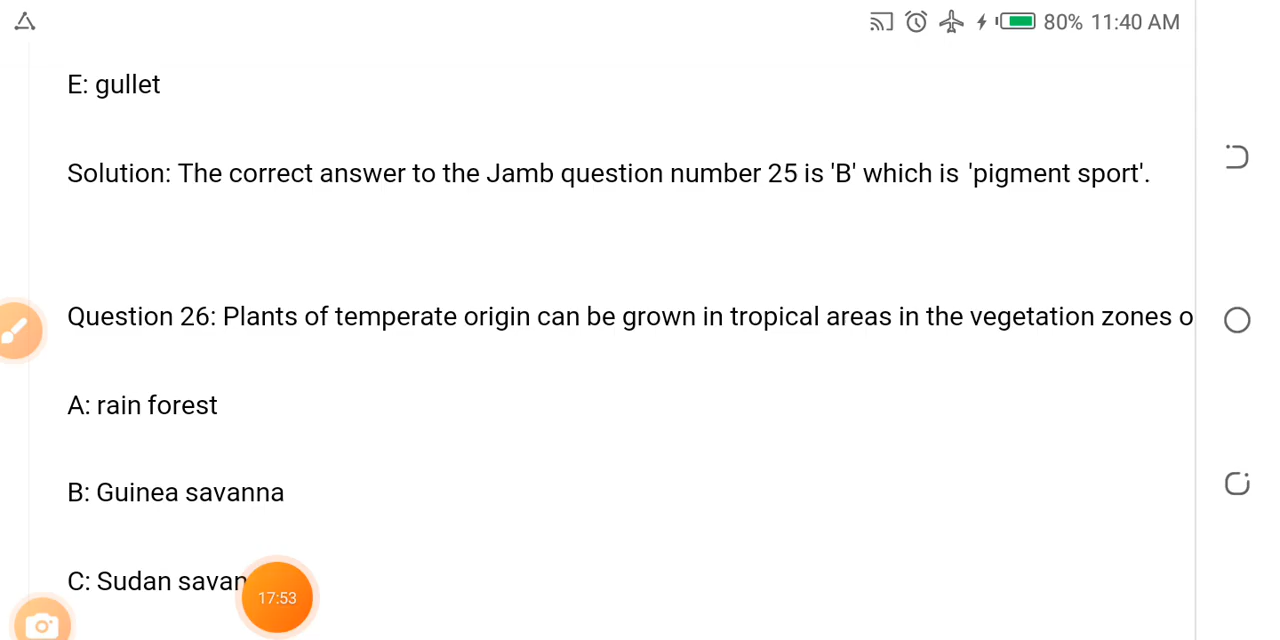 80% 11:40 AM
E: gullet
Solution: The correct answer to the Jamb question number 25 is 'B' which is 'pigment sport'.
Question 26: Plants of temperate origin can be grown in tropical areas in the vegetation zones o
A: rain forest
B: Guinea savanna
C: Sudan savan
17:53